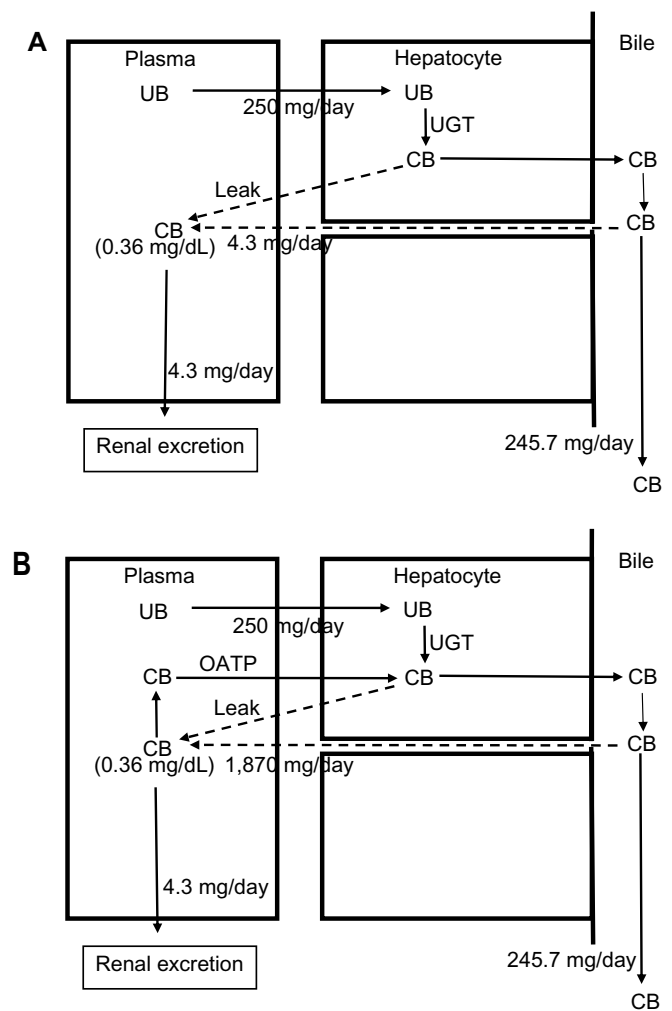 A
Plasma
Hepatocyte
Bile
UB
250 mg/day
UB
UGT
CB
CB
Leak
CB
(0.36 mg/dL)
4.3 mg/day
CB
4.3 mg/day
Renal excretion
245.7 mg/day
CB
B
Plasma
Hepatocyte
Bile
UB
250 mg/day
UB
UGT
CB
OATP
CB
CB
Leak
CB
(0.36 mg/dL)
1,870 mg/day
CB
4.3 mg/day
Renal excretion
245.7 mg/day
CB